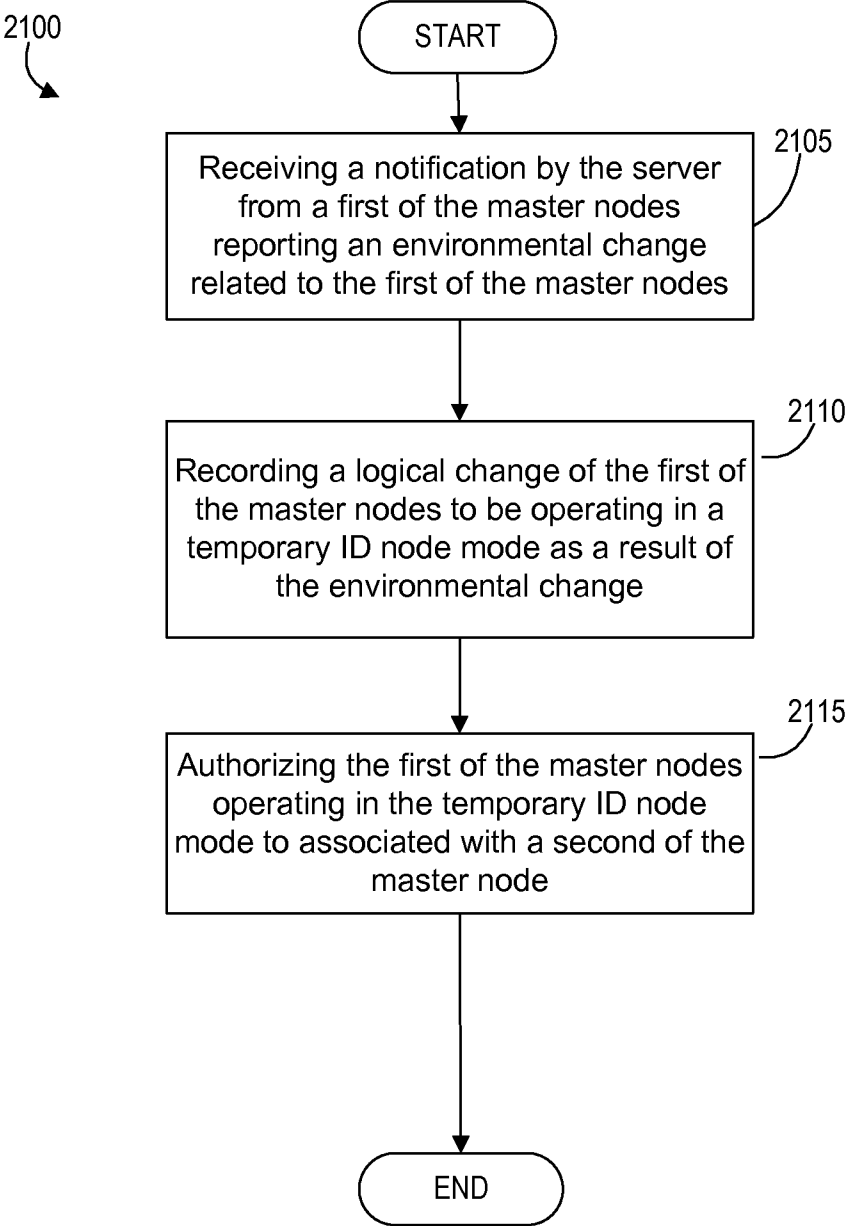 2100
START
2105
Receiving a notification by the server
from a first of the master nodes
reporting an environmental change
related to the first of the master nodes
2110
Recording a logical change of the first of
the master nodes to be operating in a
temporary ID node mode as a result of
the environmental change
2115
Authorizing the first of the master nodes
operating in the temporary ID node
mode to associated with a second of the
master node
END